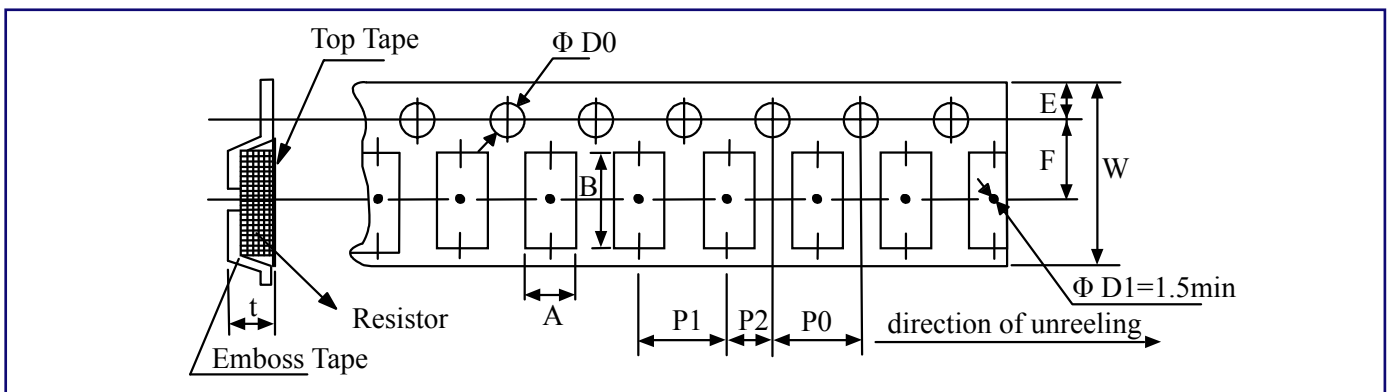 Top Tape
Φ D0
E
F
W
B
t
A
Resistor
Emboss Tape
P1
P2
P0
Φ D1=1.5min
direction of unreeling